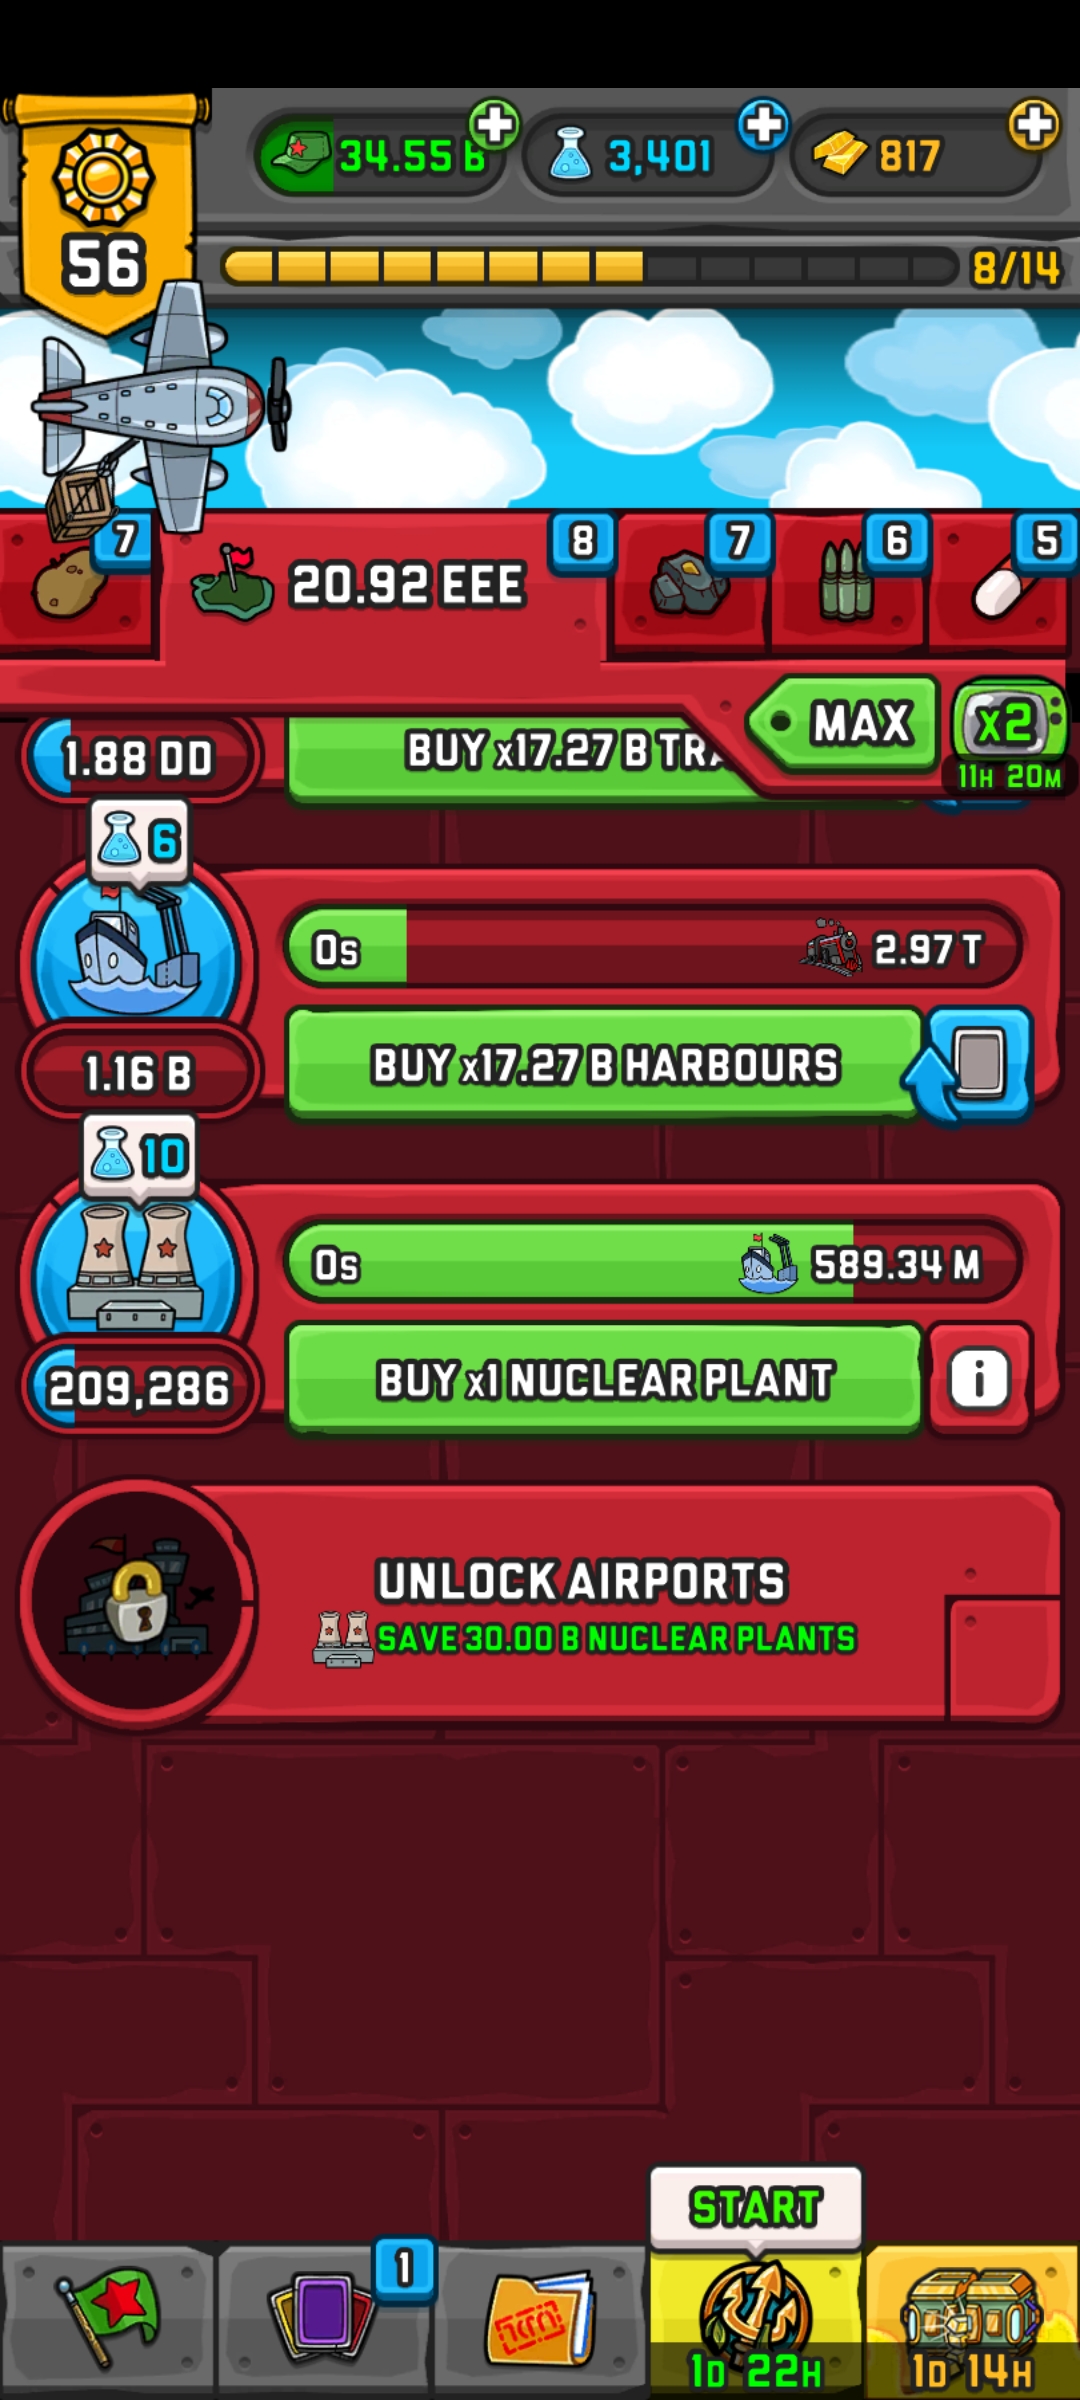 34.55 B
3,401
817
56
8/14
7
20.92 EEE
8
7
6
5
MAX
x2
11H 20M
1.88 DD
BUY x17.27 B TRA
6
0s
2.97 T
1.16 B
BUY x17.27 B HARBOURS
10
0s
589.34 M
209,286
BUY x1 NUCLEAR PLANT
i
UNLOCK AIRPORTS
SAVE 30.00 B NUCLEAR PLANTS
START
1
1D 22H
1D 14H